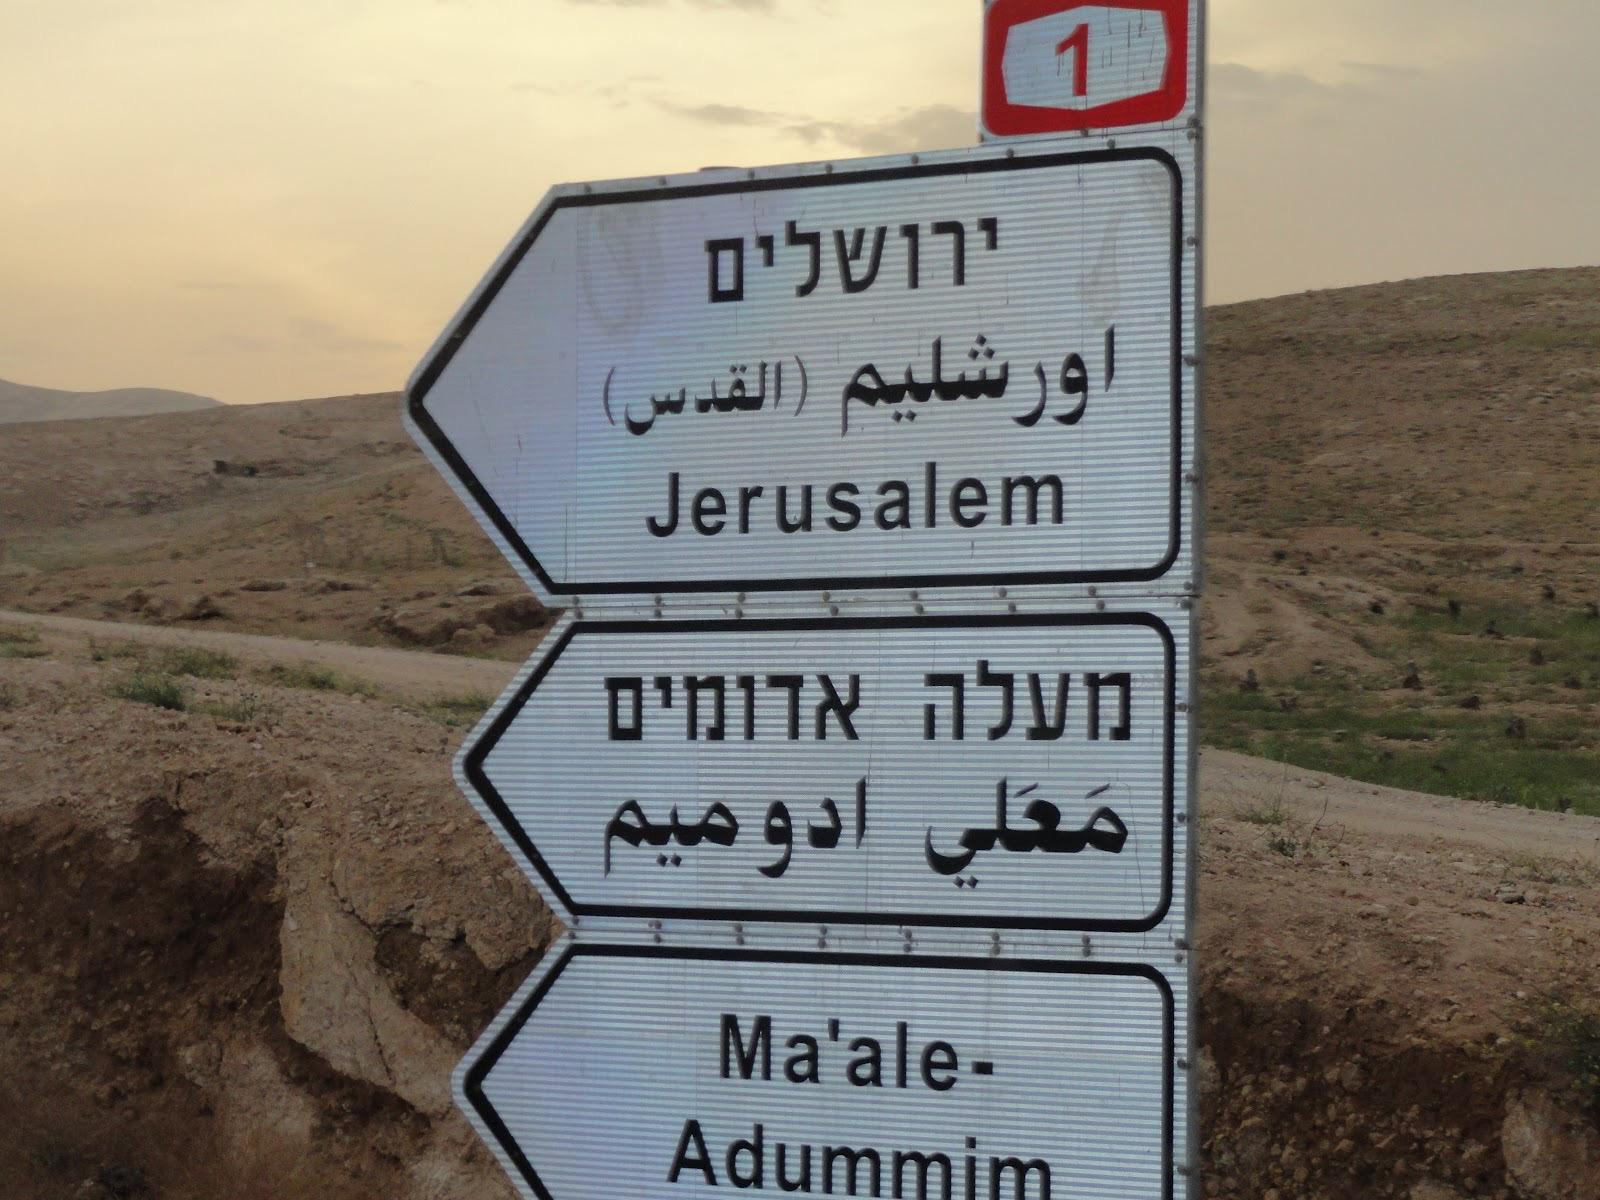 1
ירושלים
اورشليم (القدس)
Jerusalem
מעלה אדומים
مَعَلي ادوميم
Ma'ale-
Adummim